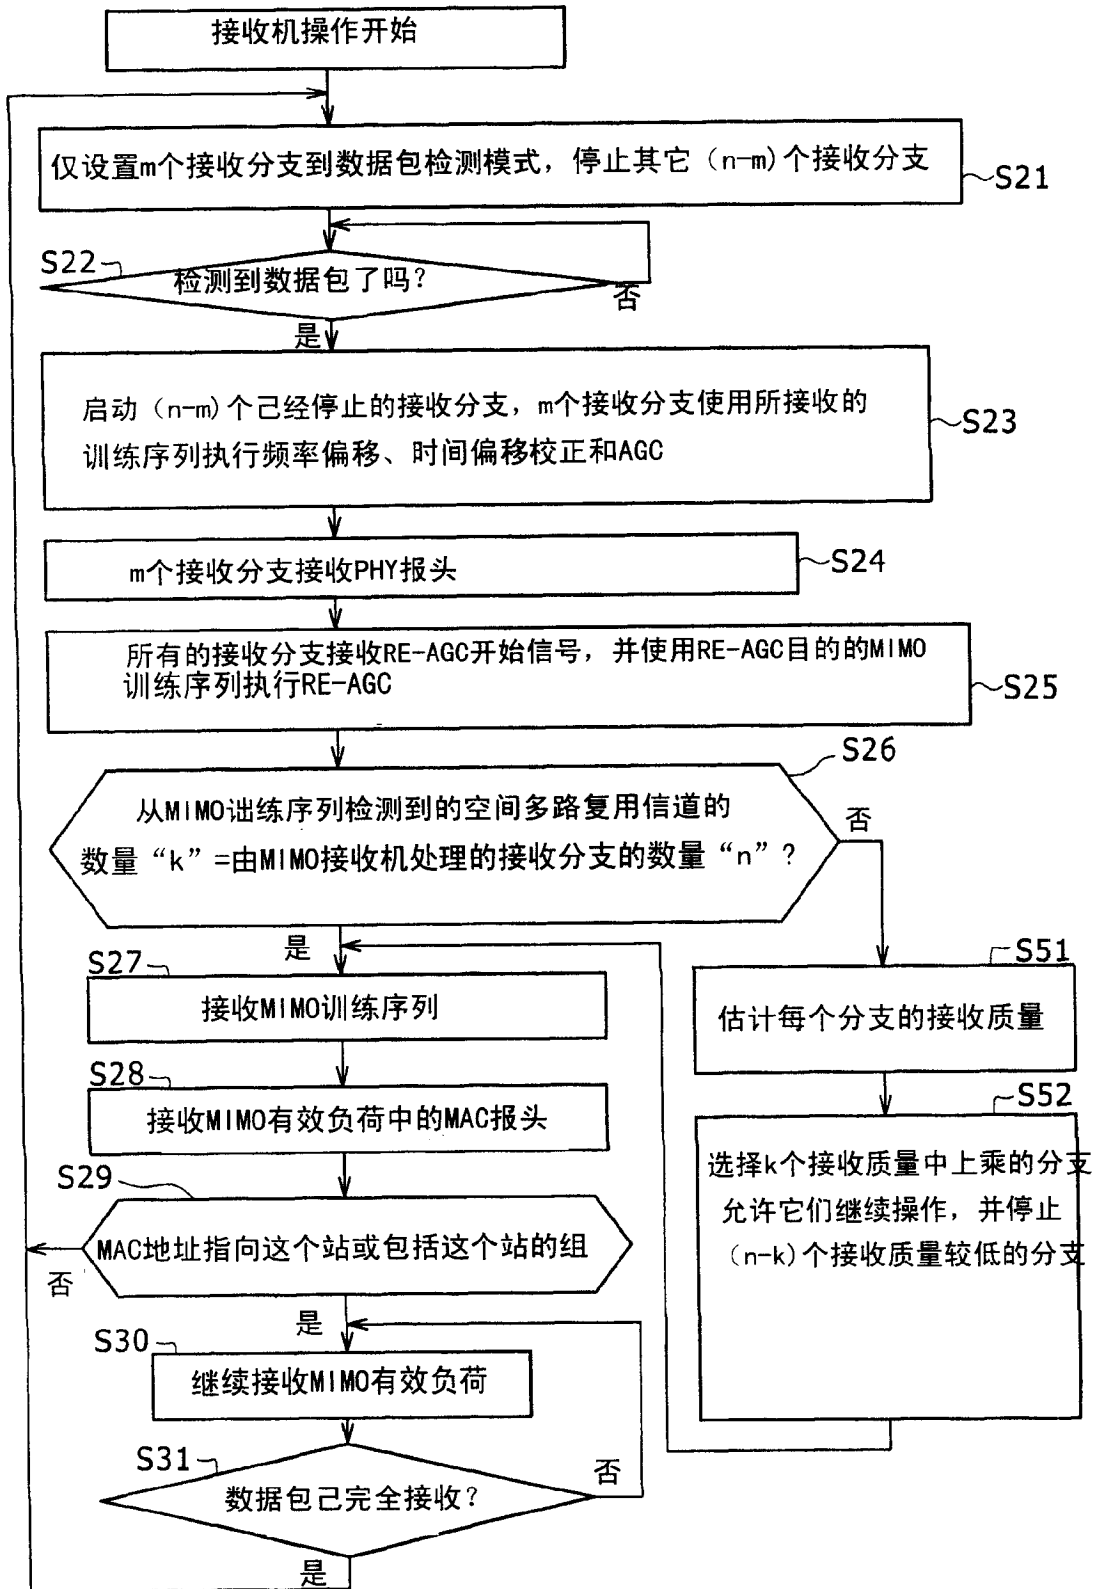 接收机操作开始
仅设置m个接收分支到数据包检测模式，停止其它（n-m）个接收分支
S21
S22
检测到数据包了吗？
否
是
启动（n-m）个己经停止的接收分支，m个接收分支使用所接收的
训练序列执行频率偏移、时间偏移校正和AGC
S23
m个接收分支接收PHY报头
S24
所有的接收分支接收RE-AGC开始信号，并使用RE-AGC目的的MIMO
训练序列执行RE-AGC
S25
S26
从MIMO诎练序列检测到的空间多路复用信道的
数量“k”=由MIMO接收机处理的接收分支的数量“n”？
否
是
S27
接收MIMO训练序列
S51
估计每个分支的接收质量
S28
接收MIMO有效负荷中的MAC报头
S52
选择k个接收质量中上乘的分支
允许它们继续操作，并停止
（n-k）个接收质量较低的分支
S29
MAC地址指向这个站或包括这个站的组
否
是
S30
继续接收MIMO有效负荷
S31
数据包己完全接收？
否
是